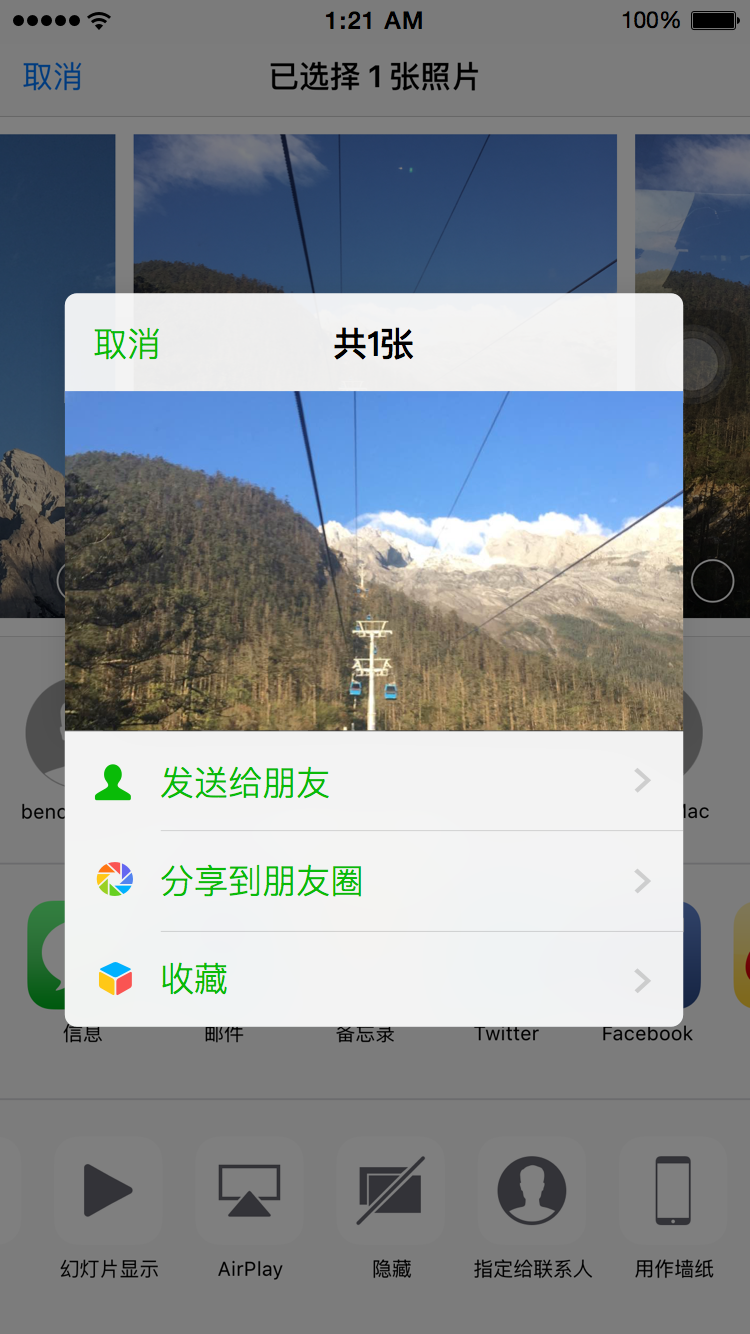 1:21 AM
100%
取消
已选择 1 张照片
取消
共1张
发送给朋友
分享到朋友圈
收藏
信息
邮件
备忘录
Twitter
Facebook
幻灯片显示
AirPlay
隐藏
指定给联系人
用作墙纸